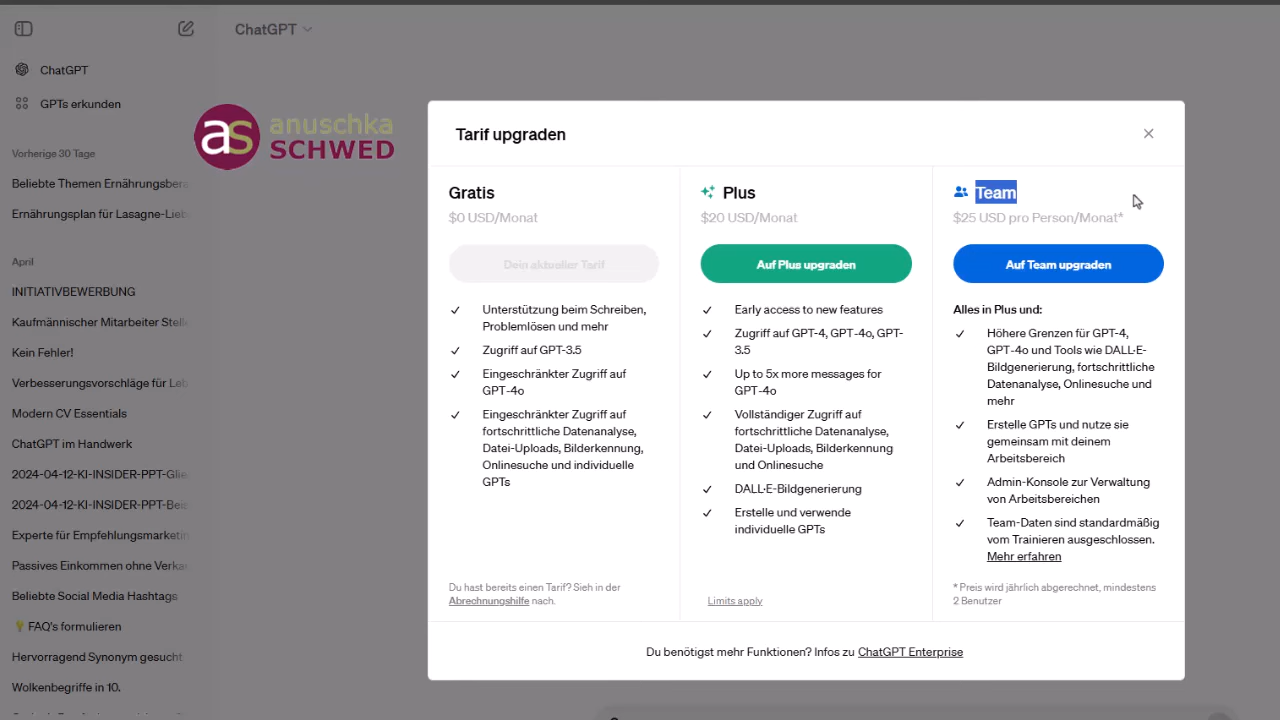 ChatGPT
ChatGPT
GPTs erkunden
Vorherige 30 Tage
Beliebte Themen Ernährungsbera
Ernährungsplan für Lasagne-Lieb
April
INITIATIVBEWERBUNG
Kaufmännischer Mitarbeiter Stell
Kein Fehler!
Verbesserungsvorschläge für Leb
Modern CV Essentials
ChatGPT im Handwerk
2024-04-12-KI-INSIDER-PPT-Glie
2024-04-12-KI-INSIDER-PPT-Beis
Experte für Empfehlungsmarketin
Passives Einkommen ohne Verkau
Beliebte Social Media Hashtags
FAQ's formulieren
Hervorragend Synonym gesucht
Wolkenbegriffe in 10.
as anuschka
SCHWED
Tarif upgraden
Gratis
$0 USD/Monat
Dein aktueller Tarif
Unterstützung beim Schreiben,
Problemlösen und mehr
Zugriff auf GPT-3.5
Eingeschränkter Zugriff auf
GPT-4o
Eingeschränkter Zugriff auf
fortschrittliche Datenanalyse,
Datei-Uploads, Bilderkennung,
Onlinesuche und individuelle
GPTs
Du hast bereits einen Tarif? Sieh in der
Abrechnungshilfe nach.
Plus
$20 USD/Monat
Auf Plus upgraden
Early access to new features
Zugriff auf GPT-4, GPT-4o, GPT-
3.5
Up to 5x more messages for
GPT-4o
Vollständiger Zugriff auf
fortschrittliche Datenanalyse,
Datei-Uploads, Bilderkennung
und Onlinesuche
DALL·E-Bildgenerierung
Erstelle und verwende
individuelle GPTs
Limits apply
Team
$25 USD pro Person/Monat*
Auf Team upgraden
Alles in Plus und:
Höhere Grenzen für GPT-4,
GPT-4o und Tools wie DALL·E-
Bildgenerierung, fortschrittliche
Datenanalyse, Onlinesuche und
mehr
Erstelle GPTs und nutze sie
gemeinsam mit deinem
Arbeitsbereich
Admin-Konsole zur Verwaltung
von Arbeitsbereichen
Team-Daten sind standardmäßig
vom Trainieren ausgeschlossen.
Mehr erfahren
* Preis wird jährlich abgerechnet, mindestens
2 Benutzer
Du benötigst mehr Funktionen? Infos zu ChatGPT Enterprise